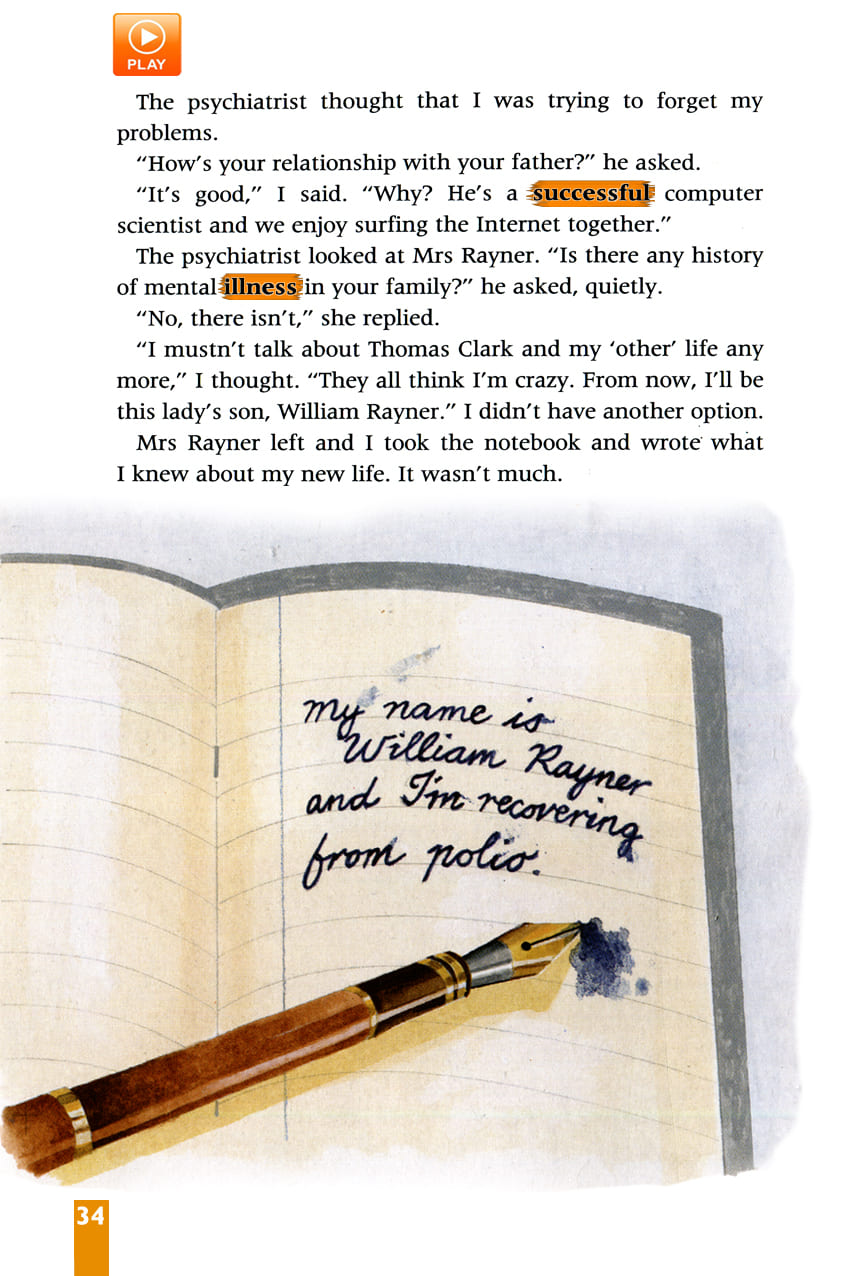 PLAY
The psychiatrist thought that I was trying to forget my
problems.
“How’s your relationship with your father?” he asked.
“It’s good,” I said. “Why? He’s a successful computer
scientist and we enjoy surfing the Internet together.”
The psychiatrist looked at Mrs Rayner. “Is there any history
of mental illness in your family?” he asked, quietly.
“No, there isn’t,” she replied.
“I mustn’t talk about Thomas Clark and my ‘other’ life any
more,” I thought. “They all think I’m crazy. From now, I’ll be
this lady’s son, William Rayner.” I didn’t have another option.
Mrs Rayner left and I took the notebook and wrote what
I knew about my new life. It wasn’t much.
My name is
William Rayner
and I'm recovering
from polio.
34